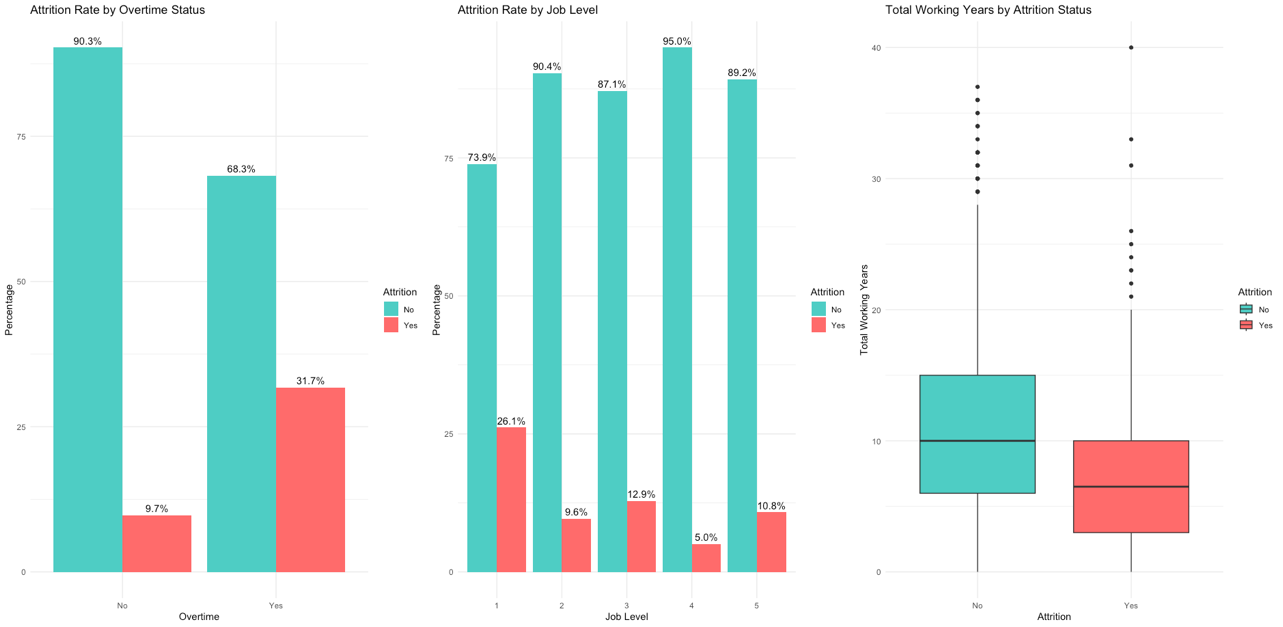 Attrition Rate by Overtime Status
90.3%
68.3%
31.7%
9.7%
75
50
25
0
Percentage
No
Yes
Overtime
Attrition
No
Yes
Attrition Rate by Job Level
95.0%
90.4%
89.2%
87.1%
73.9%
26.1%
12.9%
10.8%
9.6%
5.0%
75
50
25
0
Percentage
1
2
3
4
5
Job Level
Attrition
No
Yes
Total Working Years by Attrition Status
40
30
20
10
0
Total Working Years
No
Yes
Attrition
Attrition
No
Yes